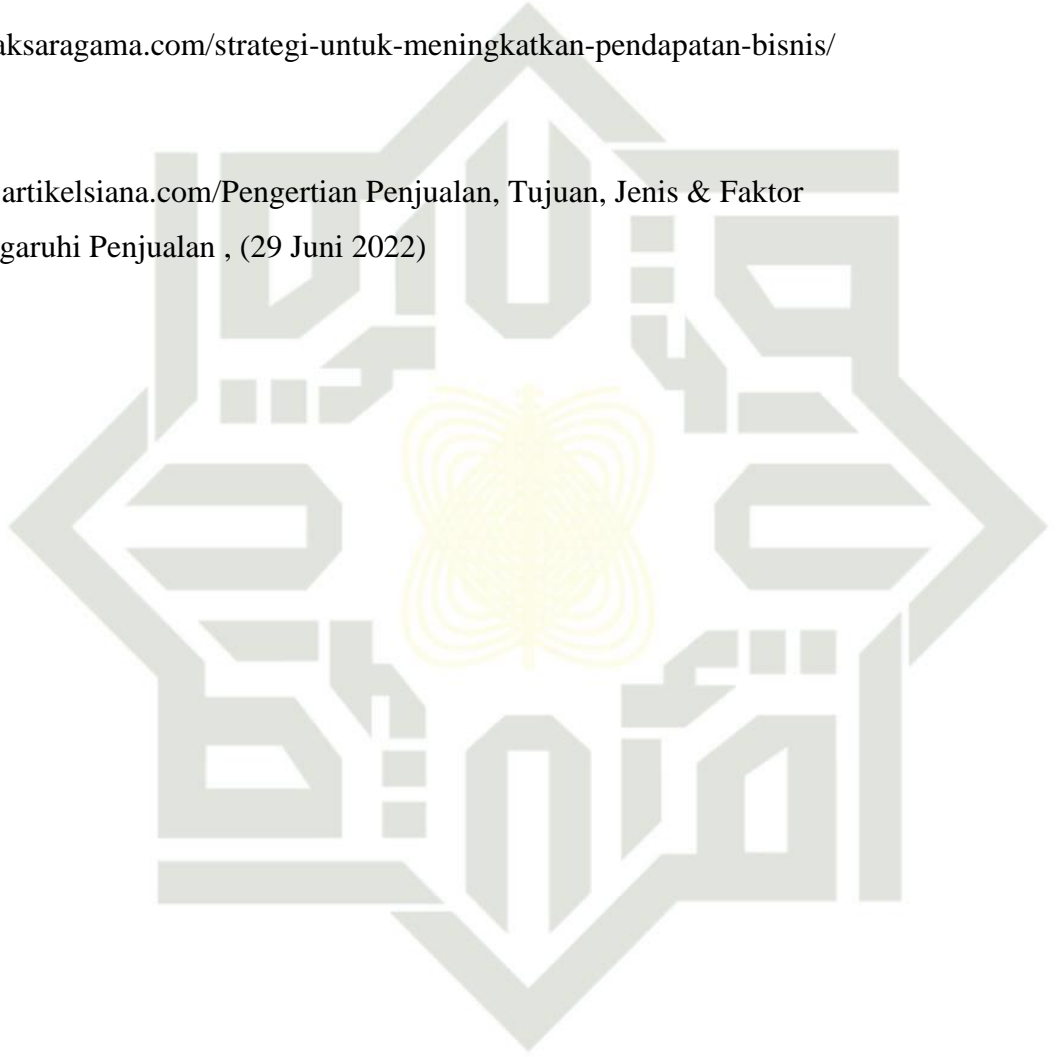 aksaragama.com/strategi-untuk-meningkatkan-pendapatan-bisnis/
artikelsiana.com/Pengertian Penjualan, Tujuan, Jenis & Faktor
garuhi Penjualan , (29 Juni 2022)